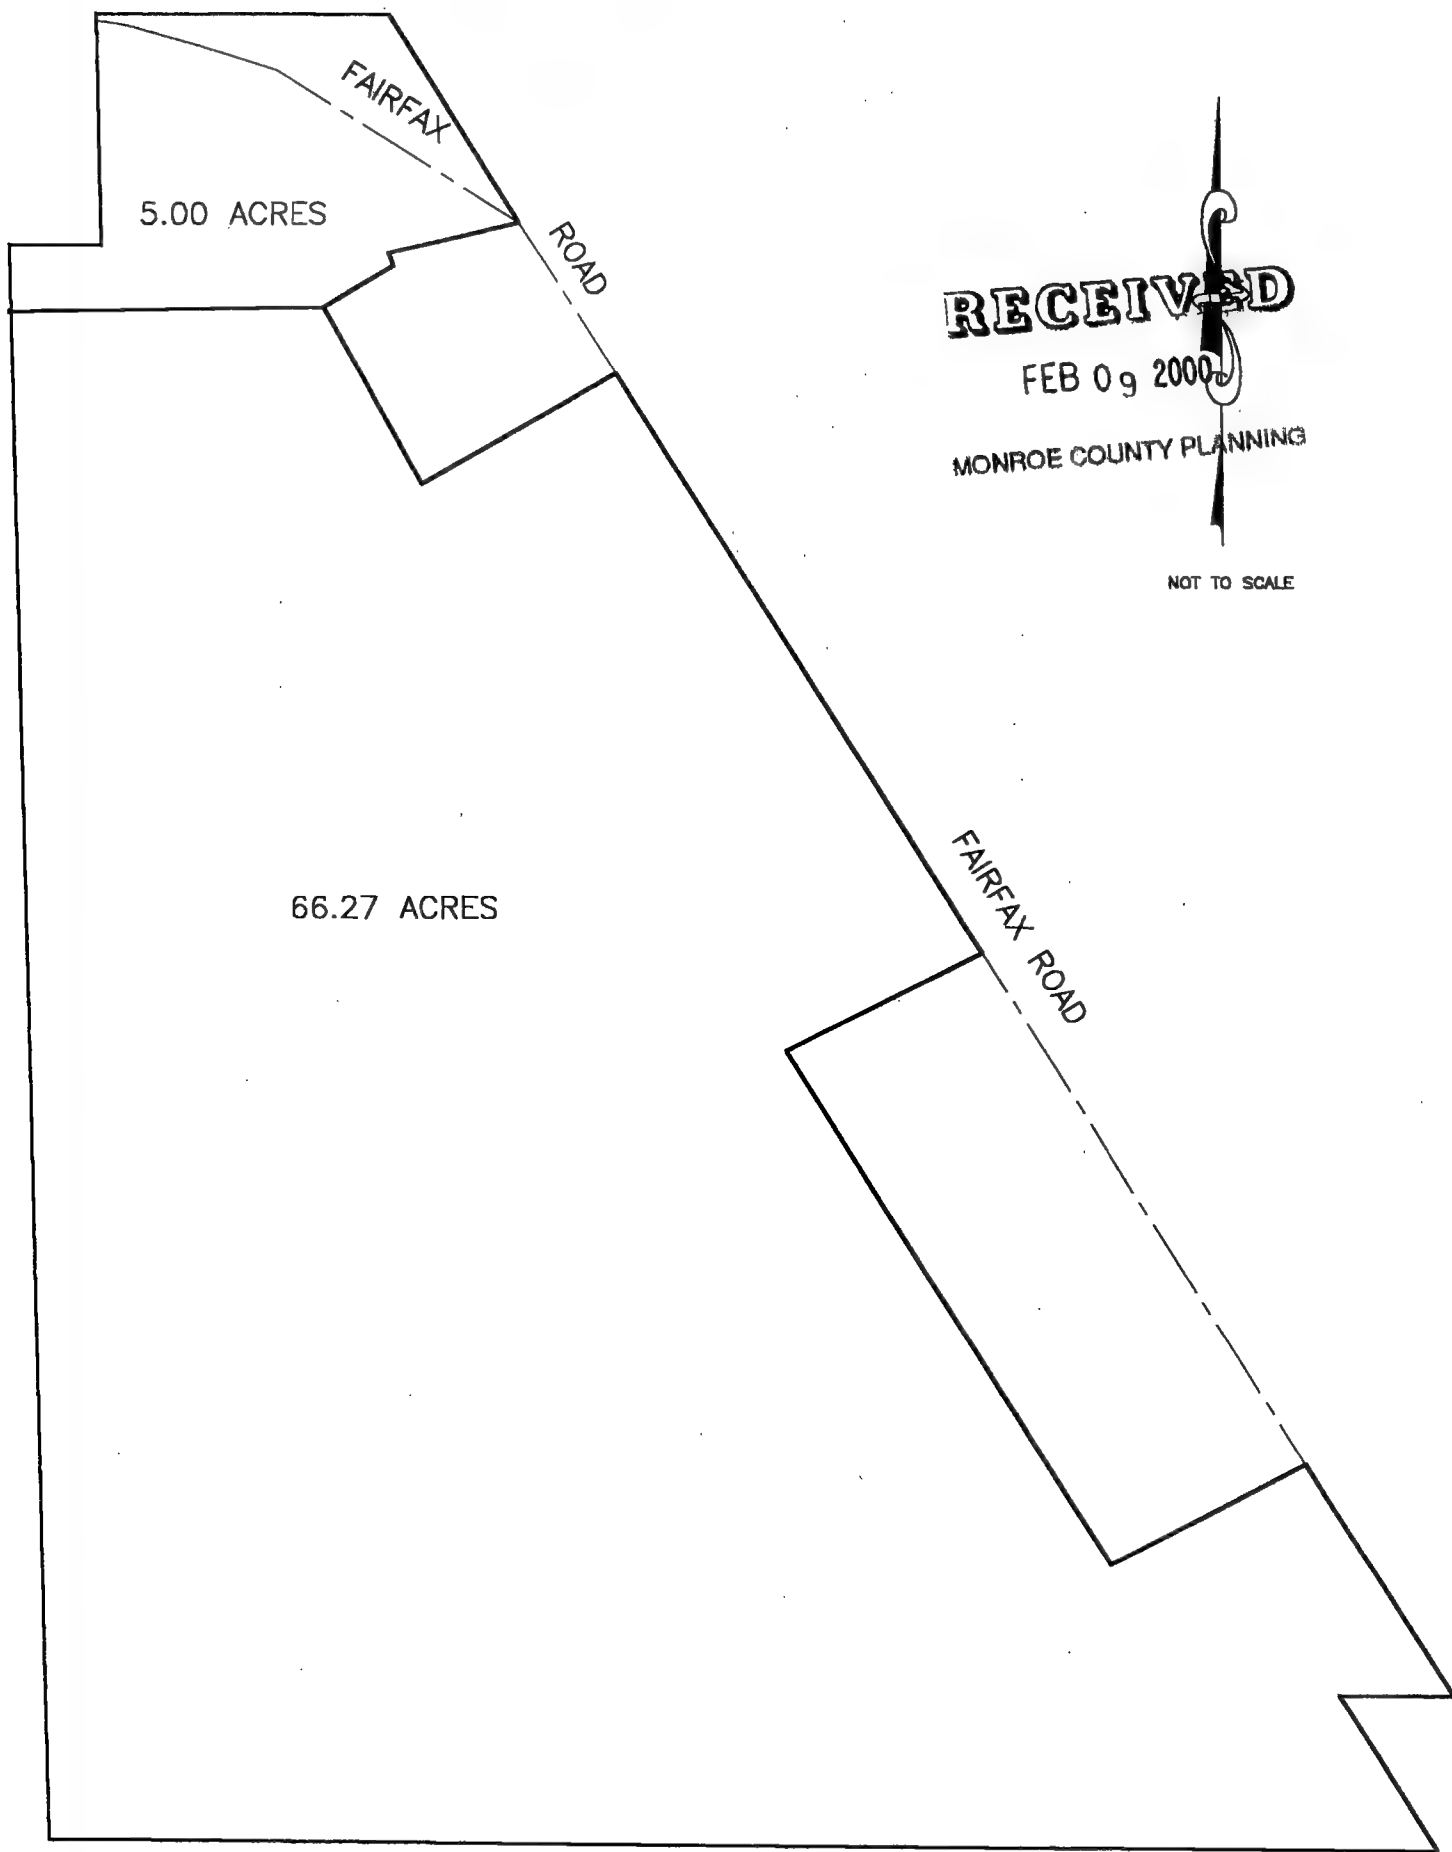 FAIRFAX
ROAD
5.00 ACRES
RECEIVED
FEB 09 2000
MONROE COUNTY PLANNING
NOT TO SCALE
66.27 ACRES
FAIRFAX ROAD